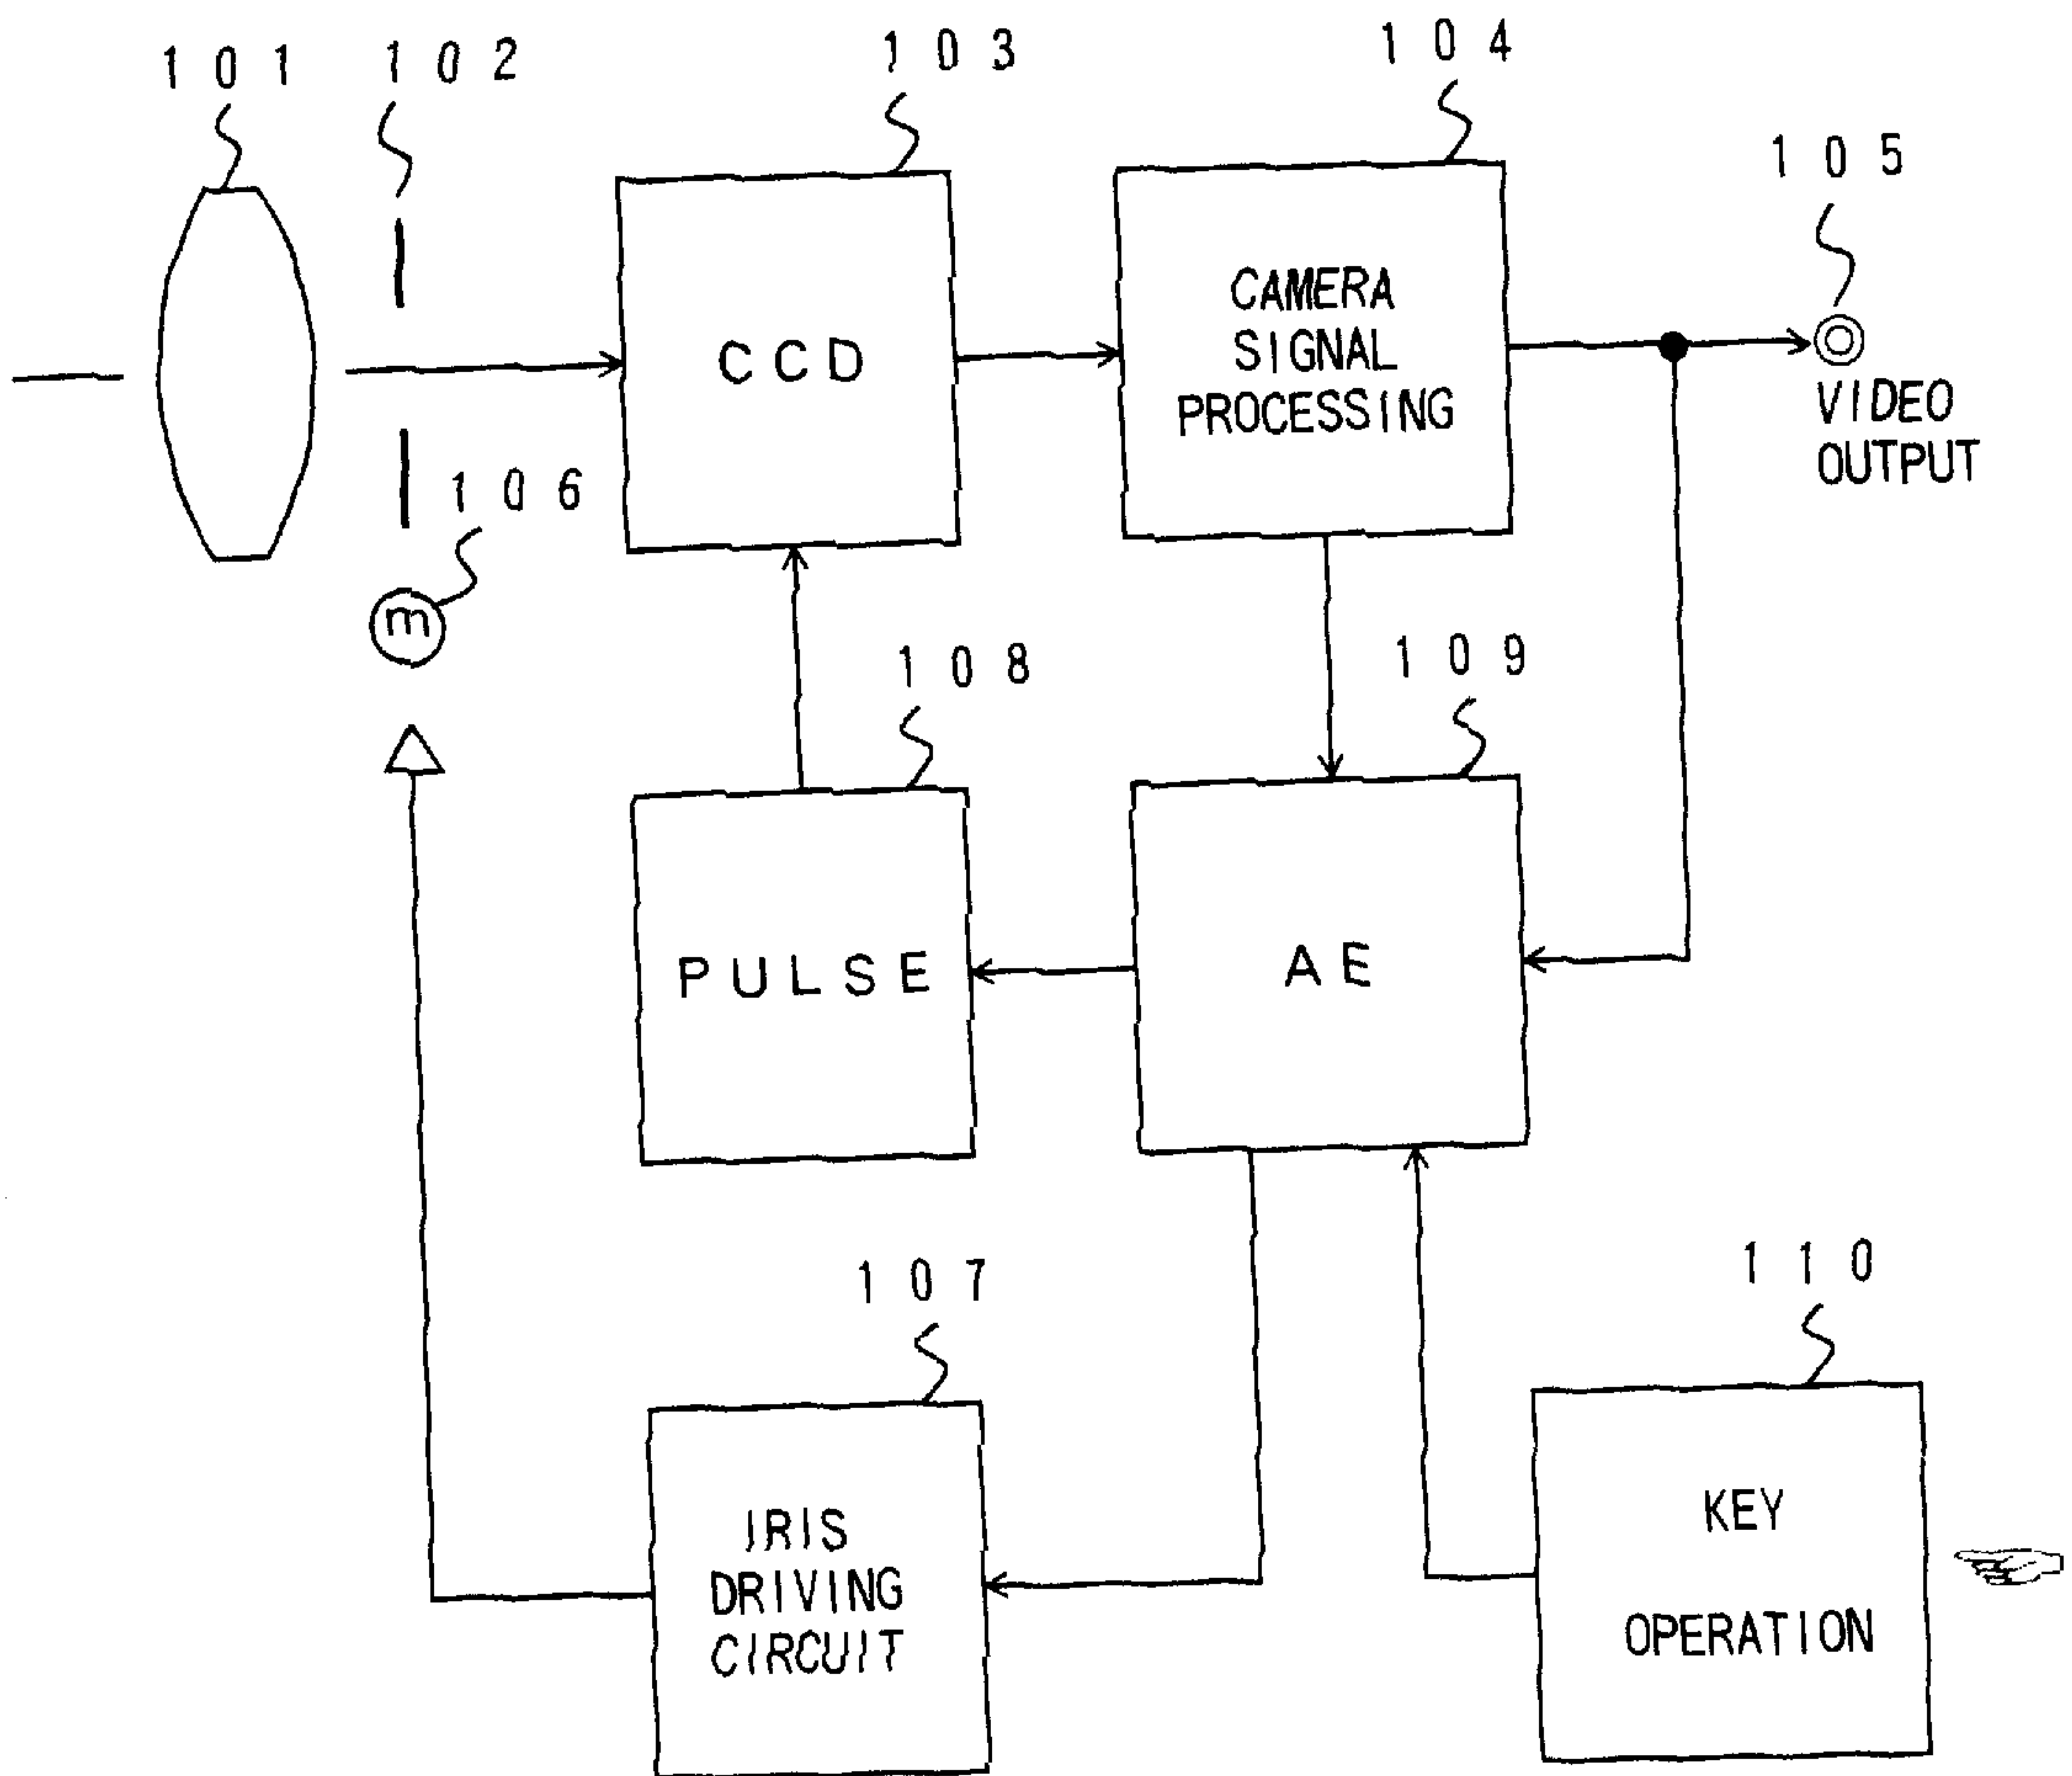 101
102
103
104
105
CCD
CAMERA
SIGNAL
PROCESSING
VIDEO
OUTPUT
106
m
108
109
PULSE
AE
107
110
IRIS
DRIVING
CIRCUIT
KEY
OPERATION